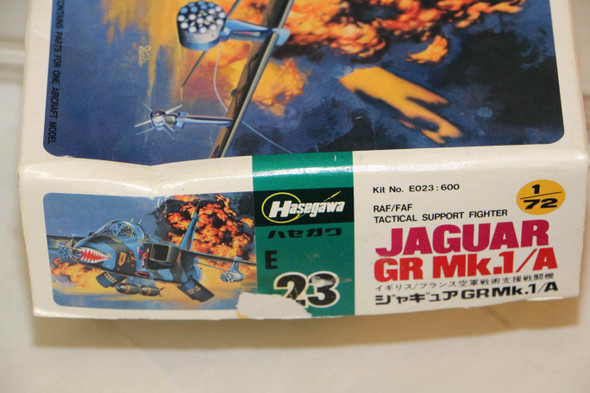 CONTAINS PARTS FOR ONE AIRCRAFT MODEL
Hasegawa
ハセガワ
E
23
Kit No. E023:600
RAF/FAF
TACTICAL SUPPORT FIGHTER
1/72
JAGUAR
GR Mk.1/A
イギリス/フランス空軍戦術支援戦闘機
ジャギュアGRMk.1/A